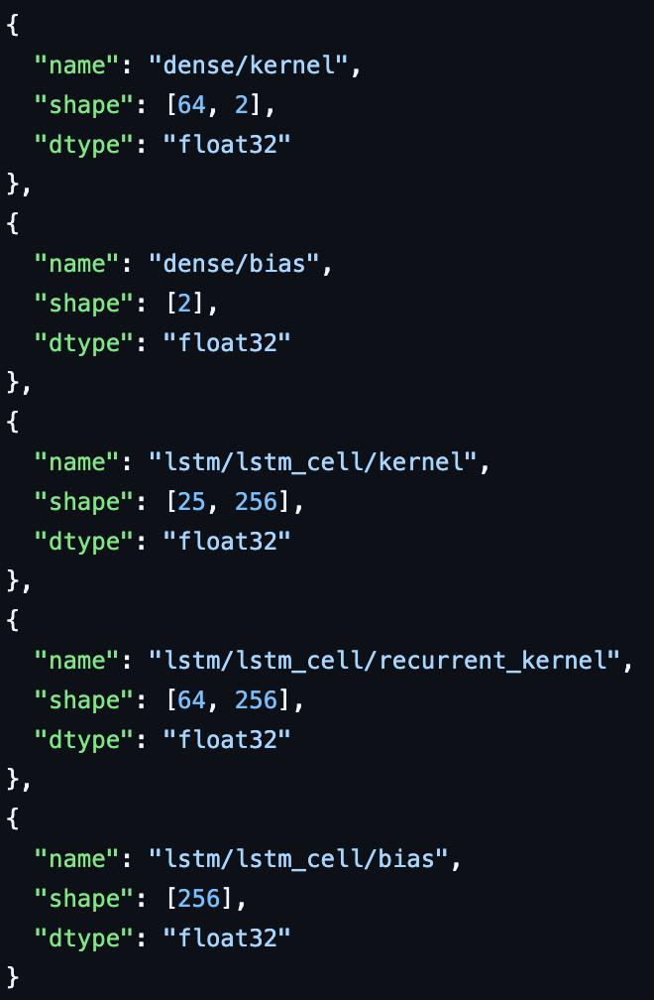 {
  "name": "dense/kernel",
  "shape": [64, 2],
  "dtype": "float32"
},
{
  "name": "dense/bias",
  "shape": [2],
  "dtype": "float32"
},
{
  "name": "lstm/lstm_cell/kernel",
  "shape": [25, 256],
  "dtype": "float32"
},
{
  "name": "lstm/lstm_cell/recurrent_kernel",
  "shape": [64, 256],
  "dtype": "float32"
},
{
  "name": "lstm/lstm_cell/bias",
  "shape": [256],
  "dtype": "float32"
}